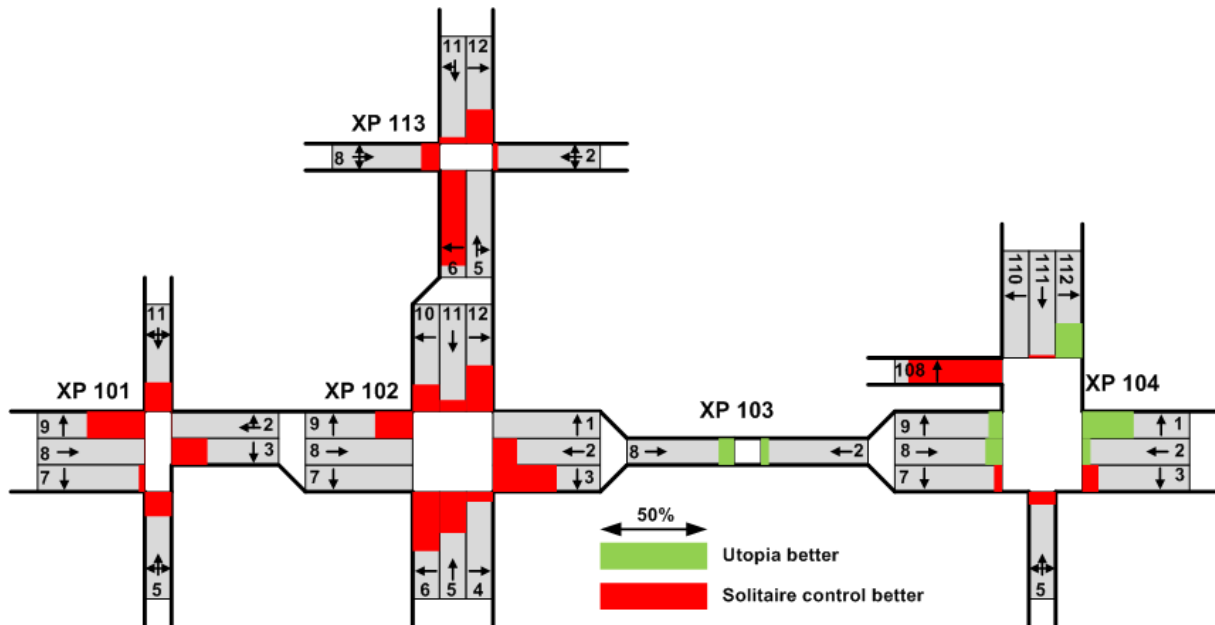 11 12
XP 113
8 2
6 5
110 111 112
11
10 11 12
XP 101 XP 102 XP 103 108 XP 104
9 2 9 1 9 1
8 3 8 2 8 2 8 2
7 7 3 7 3
50%
Utopia better
Solitaire control better
5 6 5 4 5